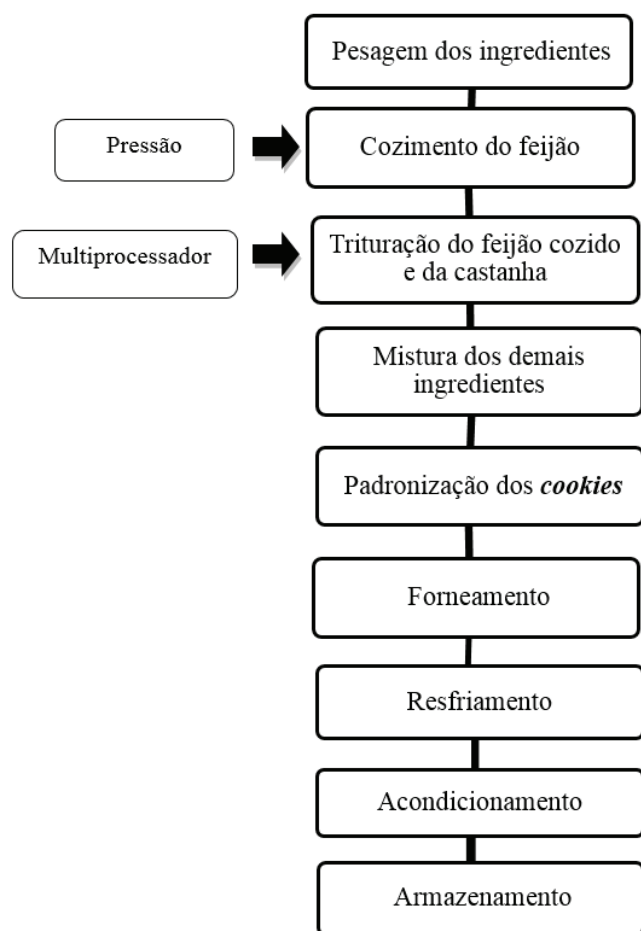 Pesagem dos ingredientes
Pressão
Cozimento do feijão
Multiprocessador
Trituração do feijão cozido
e da castanha
Mistura dos demais
ingredientes
Padronização dos cookies
Forneamento
Resfriamento
Acondicionamento
Armazenamento